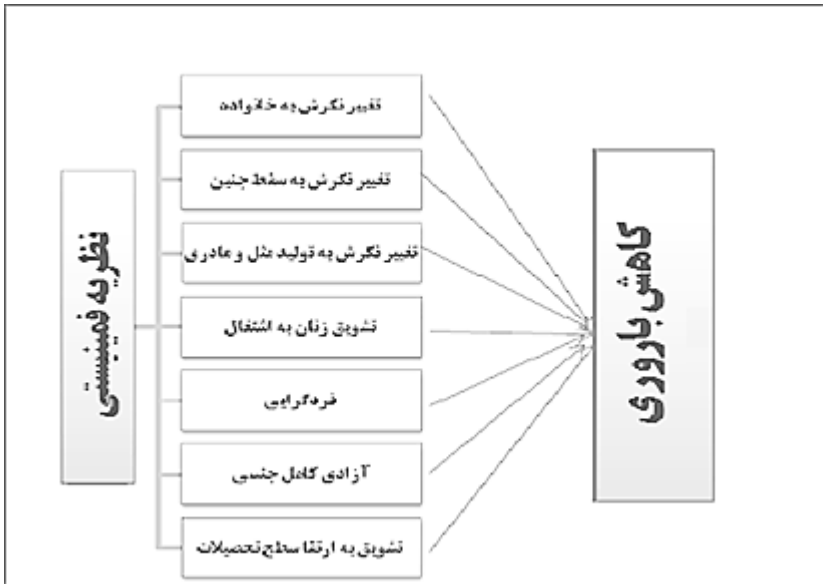 نظریه فمینیستی
تغییر نگرش به خانواده
تغییر نگرش به سقط جنین
تغییر نگرش به تولید مثل و مادری
تشویق زنان به اشتغال
فردگرایی
آزادی کامل جنسی
تشویق به ارتقا سطح تحصیلات
کاهش باروری